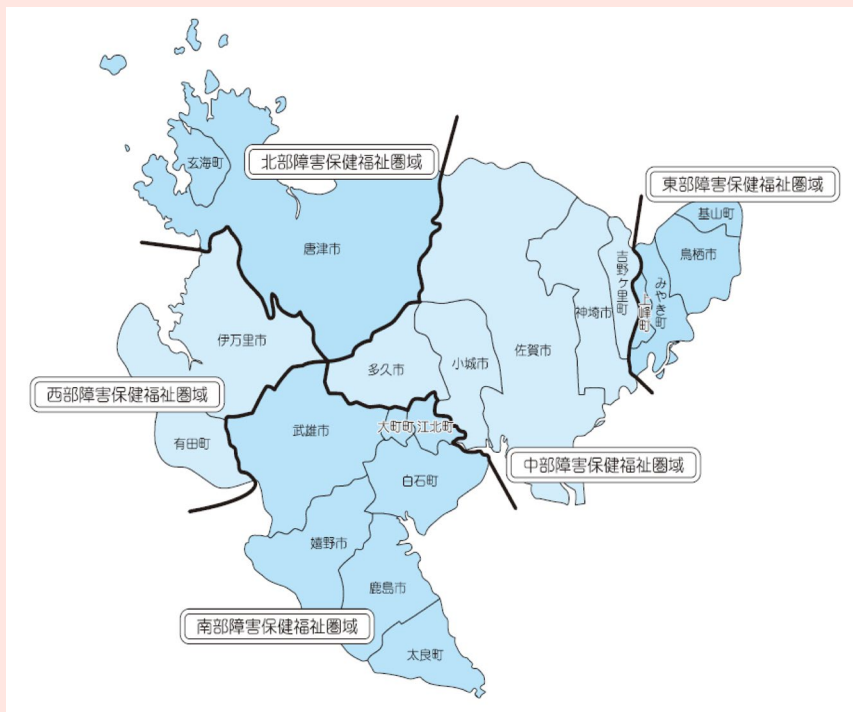 玄海町
北部障害保健福祉圏域
東部障害保健福祉圏域
基山町
鳥栖市
唐津市
吉野ヶ里町
みやき町
上峰町
神埼市
伊万里市
佐賀市
小城市
多久市
西部障害保健福祉圏域
武雄市
大町町
江北町
有田町
中部障害保健福祉圏域
白石町
嬉野市
鹿島市
南部障害保健福祉圏域
太良町